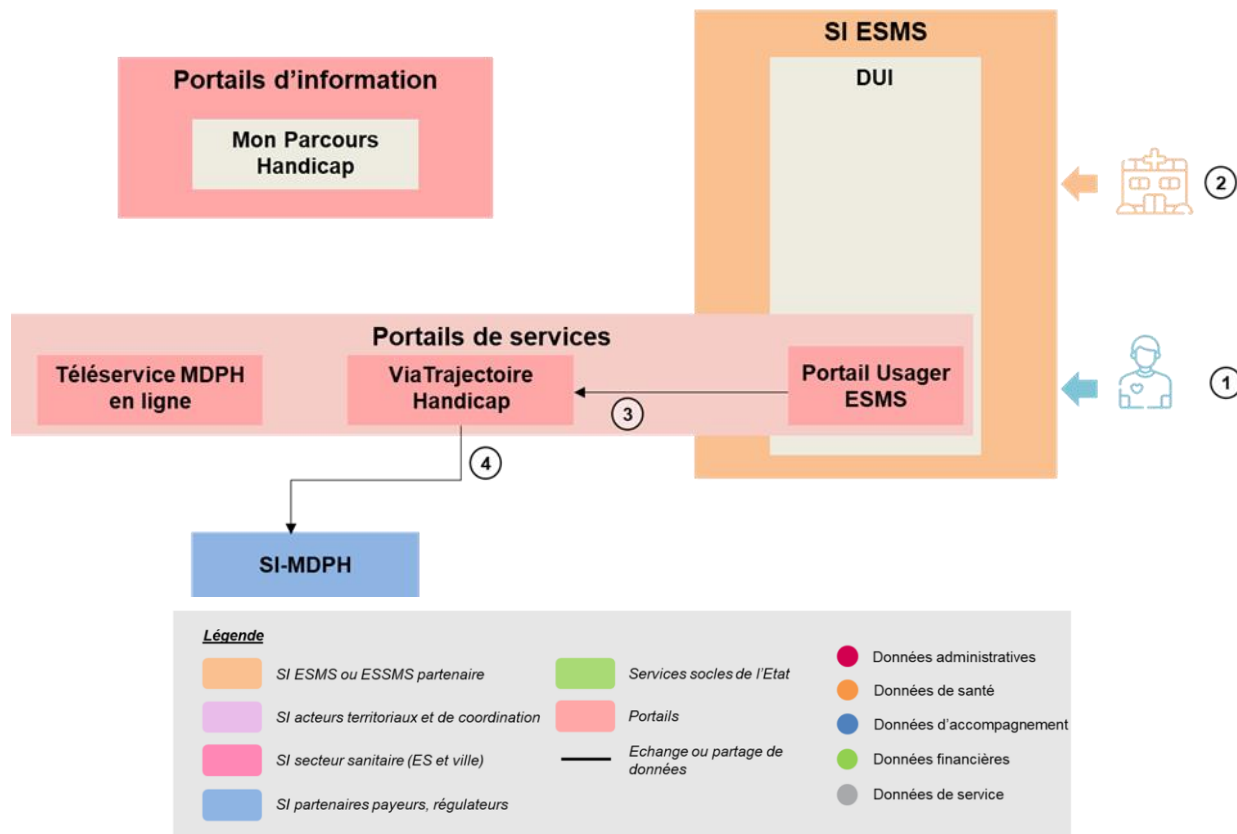 SI ESMS
DUI
Portails d’information
Mon Parcours
Handicap
2
Portails de services
Téléservice MDPH
en ligne
ViaTrajectoire
Handicap
Portail Usager
ESMS
1
3
4
SI-MDPH
Légende
SI ESMS ou ESSMS partenaire
SI acteurs territoriaux et de coordination
SI secteur sanitaire (ES et ville)
SI partenaires payeurs, régulateurs
Services socles de l’Etat
Portails
Echange ou partage de
données
Données administratives
Données de santé
Données d’accompagnement
Données financières
Données de service